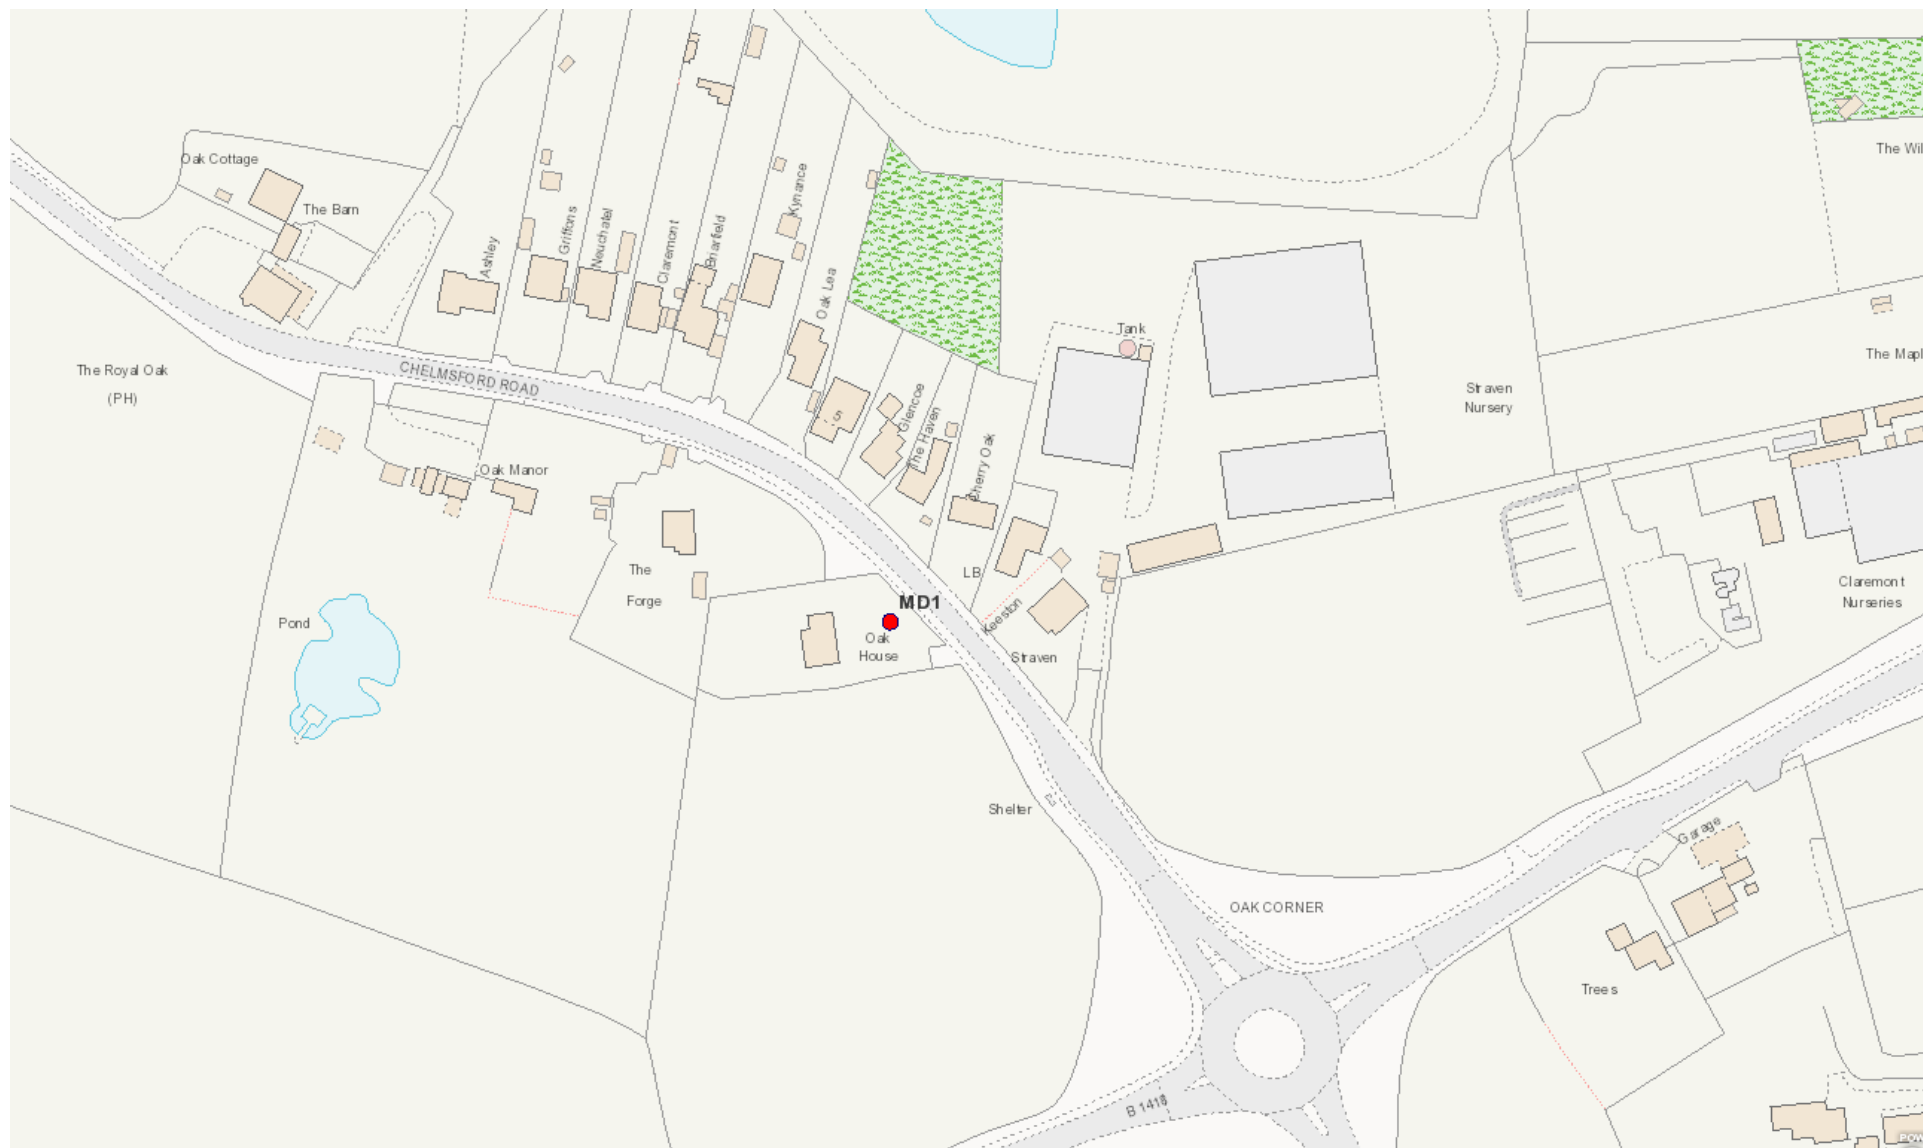 Oak Cottage
The Barn
The Wil
Ashley
Griffons
Neuchatel
Claremont
Briarfield
Kynance
Oak Lea
Tank
The Royal Oak
(PH)
CHELMSFORD ROAD
The Mapl
Straven
Nursery
5
Glencoe
The Haven
Cherry Oak
Oak Manor
The
Forge
LB
MD1
Claremont
Nurseries
Pond
Keeston
Oak
House
Straven
Shelter
Garage
OAK CORNER
Trees
B 1418
POW